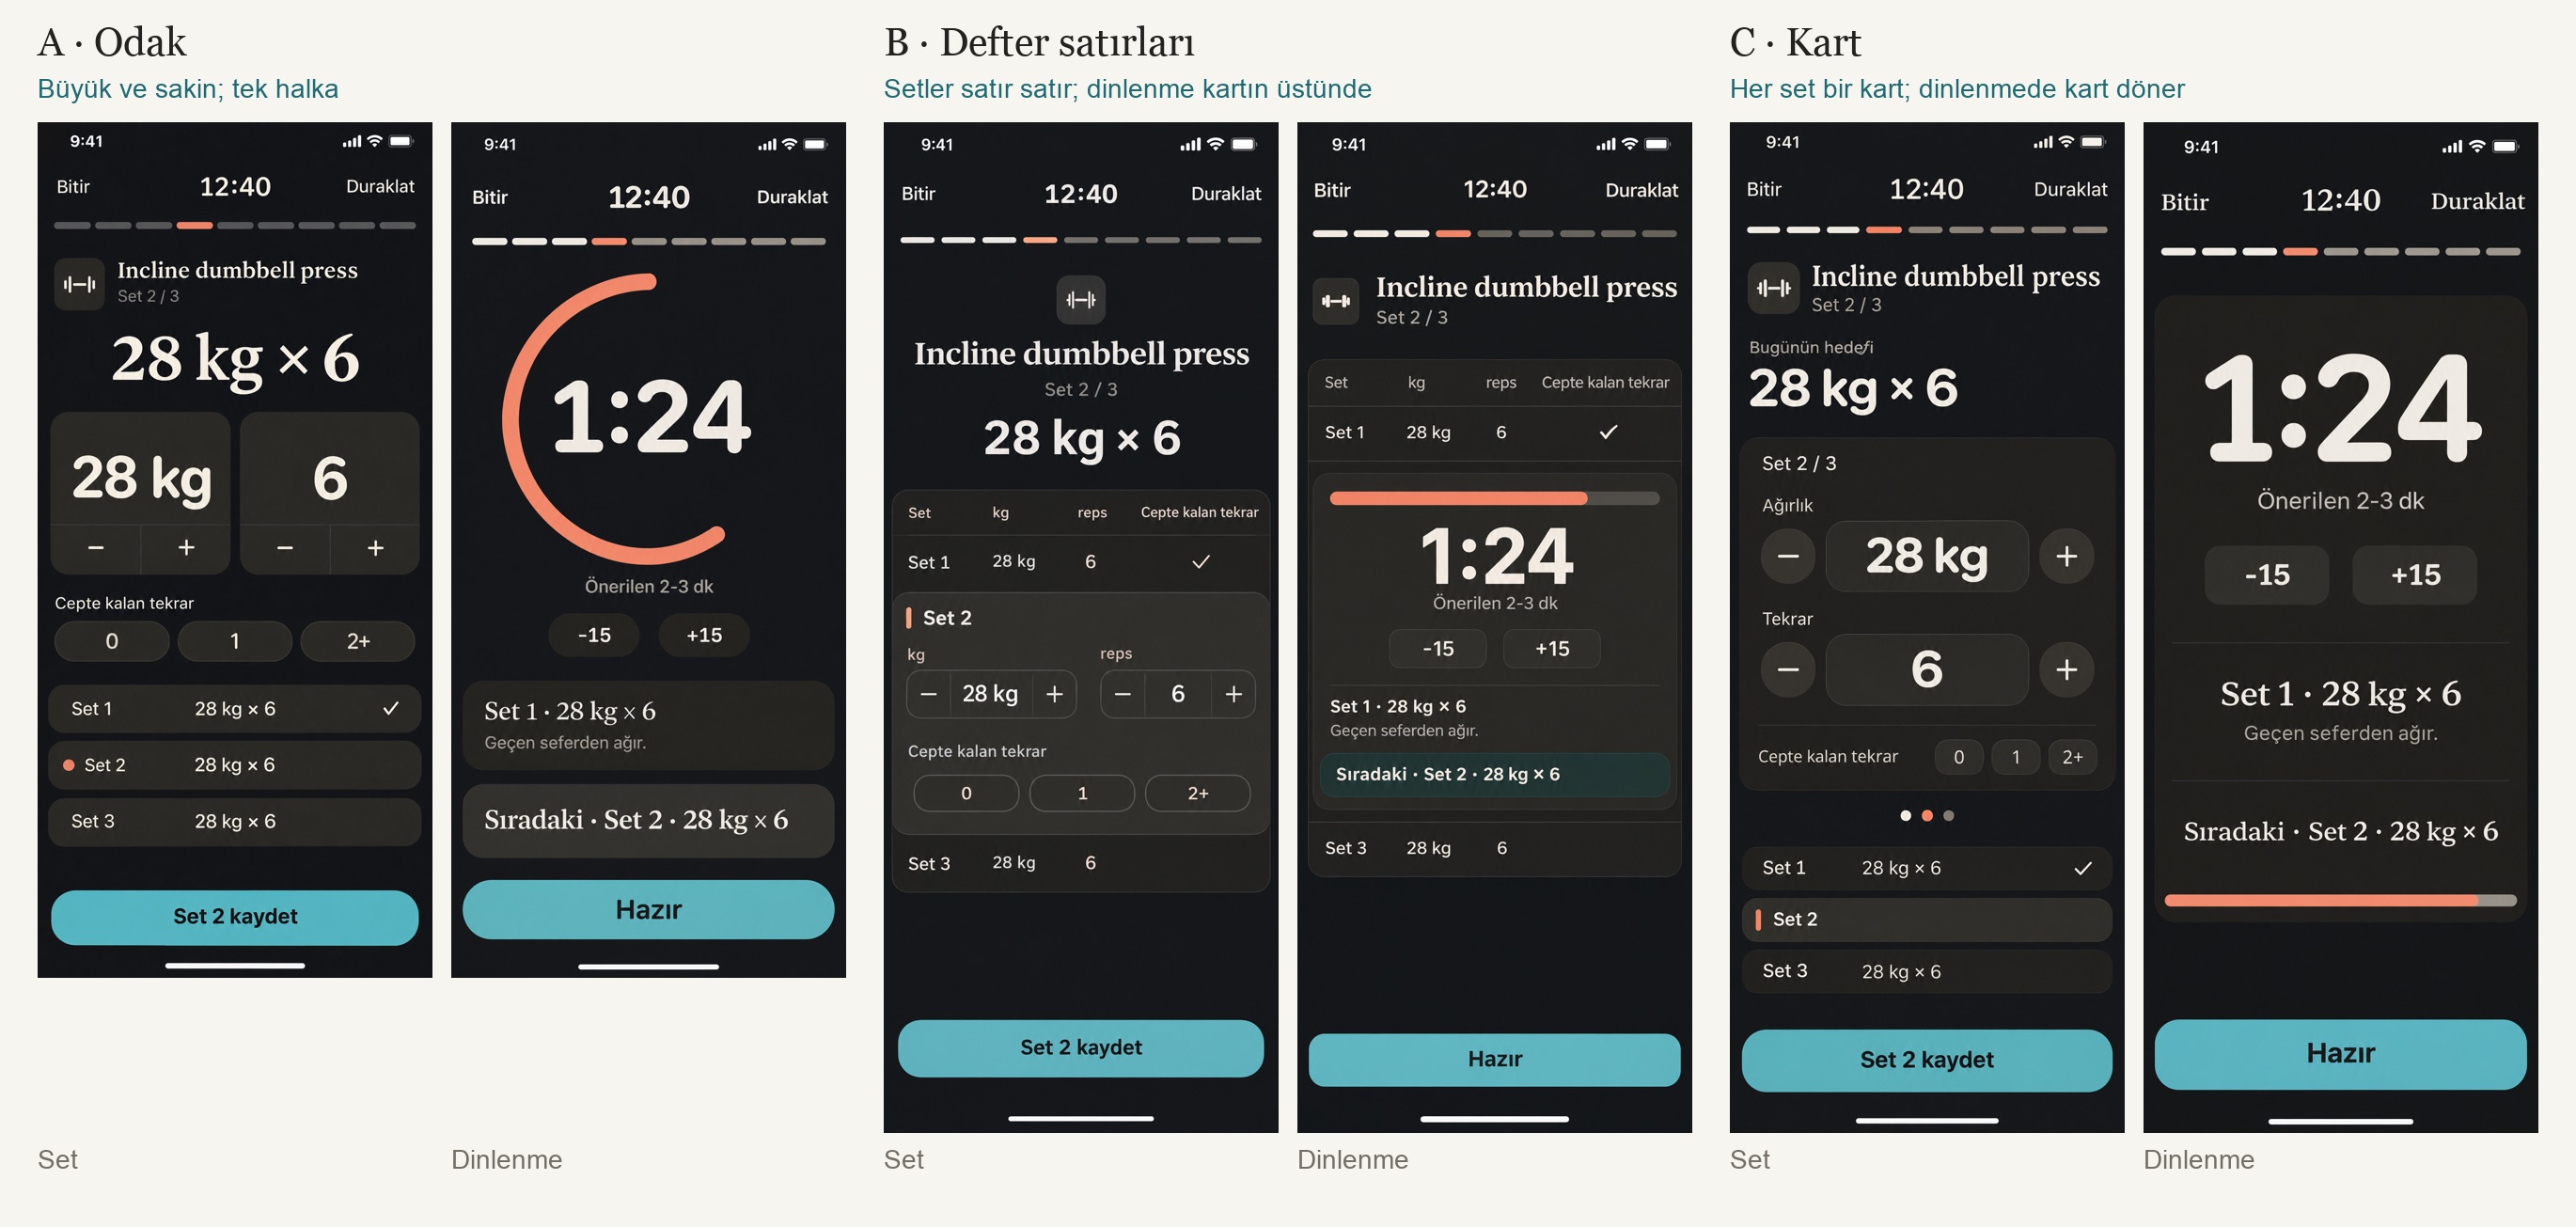 A · Odak
Büyük ve sakin; tek halka
9:41
Bitir 12:40 Duraklat
Incline dumbbell press
Set 2 / 3
28 kg × 6
28 kg 6
− + − +
Cepte kalan tekrar
0 1 2+
Set 1 28 kg × 6 ✓
Set 2 28 kg × 6
Set 3 28 kg × 6
Set 2 kaydet
Set
9:41
Bitir 12:40 Duraklat
1:24
Önerilen 2-3 dk
-15 +15
Set 1 · 28 kg × 6
Geçen seferden ağır.
Sıradaki · Set 2 · 28 kg × 6
Hazır
Dinlenme
B · Defter satırları
Setler satır satır; dinlenme kartın üstünde
9:41
Bitir 12:40 Duraklat
Incline dumbbell press
Set 2 / 3
28 kg × 6
Set kg reps Cepte kalan tekrar
Set 1 28 kg 6 ✓
Set 2
kg reps
− 28 kg + − 6 +
Cepte kalan tekrar
0 1 2+
Set 3 28 kg 6
Set 2 kaydet
Set
9:41
Bitir 12:40 Duraklat
Incline dumbbell press
Set 2 / 3
Set kg reps Cepte kalan tekrar
Set 1 28 kg 6 ✓
1:24
Önerilen 2-3 dk
-15 +15
Set 1 · 28 kg × 6
Geçen seferden ağır.
Sıradaki · Set 2 · 28 kg × 6
Set 3 28 kg 6
Hazır
Dinlenme
C · Kart
Her set bir kart; dinlenmede kart döner
9:41
Bitir 12:40 Duraklat
Incline dumbbell press
Set 2 / 3
Bugünün hedefi
28 kg × 6
Set 2 / 3
Ağırlık
− 28 kg +
Tekrar
− 6 +
Cepte kalan tekrar 0 1 2+
Set 1 28 kg × 6 ✓
Set 2
Set 3 28 kg × 6
Set 2 kaydet
Set
9:41
Bitir 12:40 Duraklat
1:24
Önerilen 2-3 dk
-15 +15
Set 1 · 28 kg × 6
Geçen seferden ağır.
Sıradaki · Set 2 · 28 kg × 6
Hazır
Dinlenme